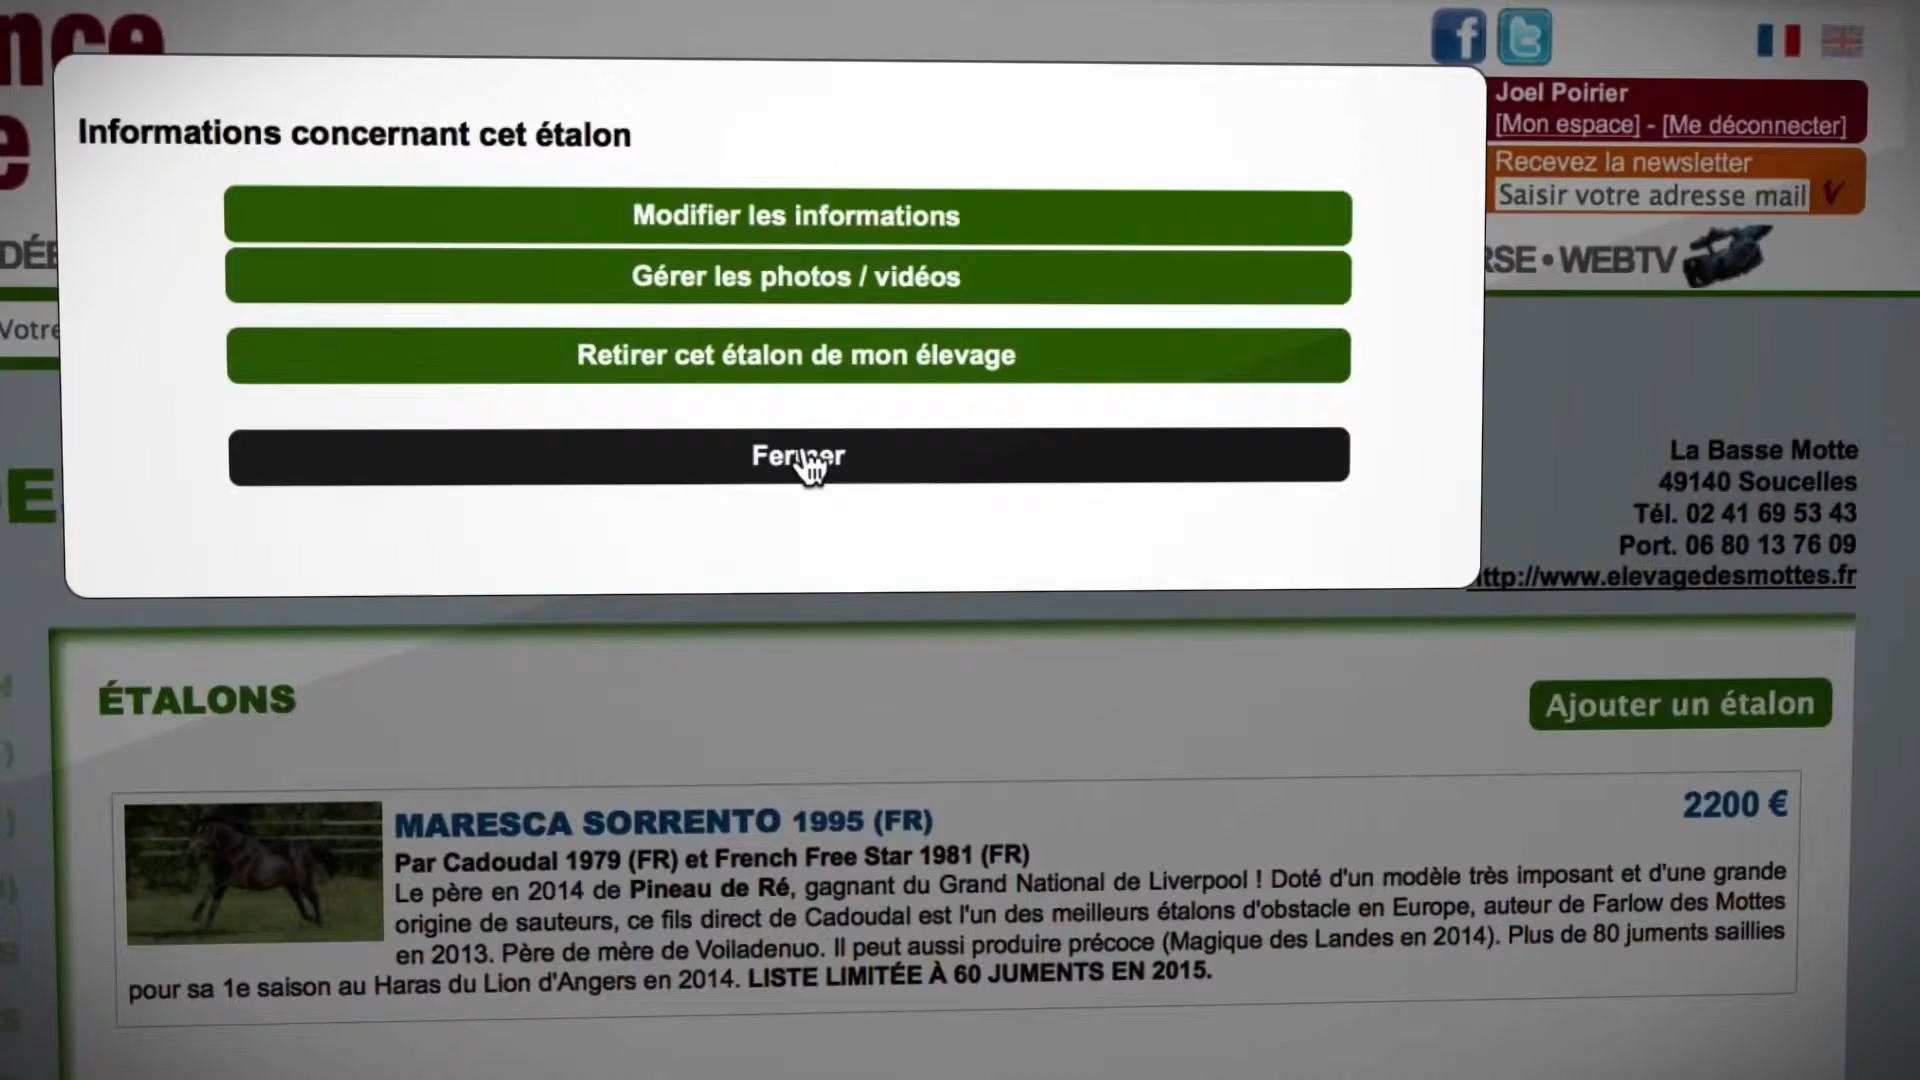 nce
e
Joel Poirier
[Mon espace] - [Me déconnecter]
Recevez la newsletter
Saisir votre adresse mail
RSE • WEBTV
Votre
Informations concernant cet étalon
Modifier les informations
Gérer les photos / vidéos
Retirer cet étalon de mon élevage
Fermer
La Basse Motte
49140 Soucelles
Tél. 02 41 69 53 43
Port. 06 80 13 76 09
http://www.elevagedesmottes.fr
ÉTALONS
Ajouter un étalon
MARESCA SORRENTO 1995 (FR)
2200 €
Par Cadoudal 1979 (FR) et French Free Star 1981 (FR)
Le père en 2014 de Pineau de Ré, gagnant du Grand National de Liverpool ! Doté d'un modèle très imposant et d'une grande
origine de sauteurs, ce fils direct de Cadoudal est l'un des meilleurs étalons d'obstacle en Europe, auteur de Farlow des Mottes
en 2013. Père de mère de Voiladenuo. Il peut aussi produire précoce (Magique des Landes en 2014). Plus de 80 juments saillies
pour sa 1e saison au Haras du Lion d'Angers en 2014. LISTE LIMITÉE À 60 JUMENTS EN 2015.